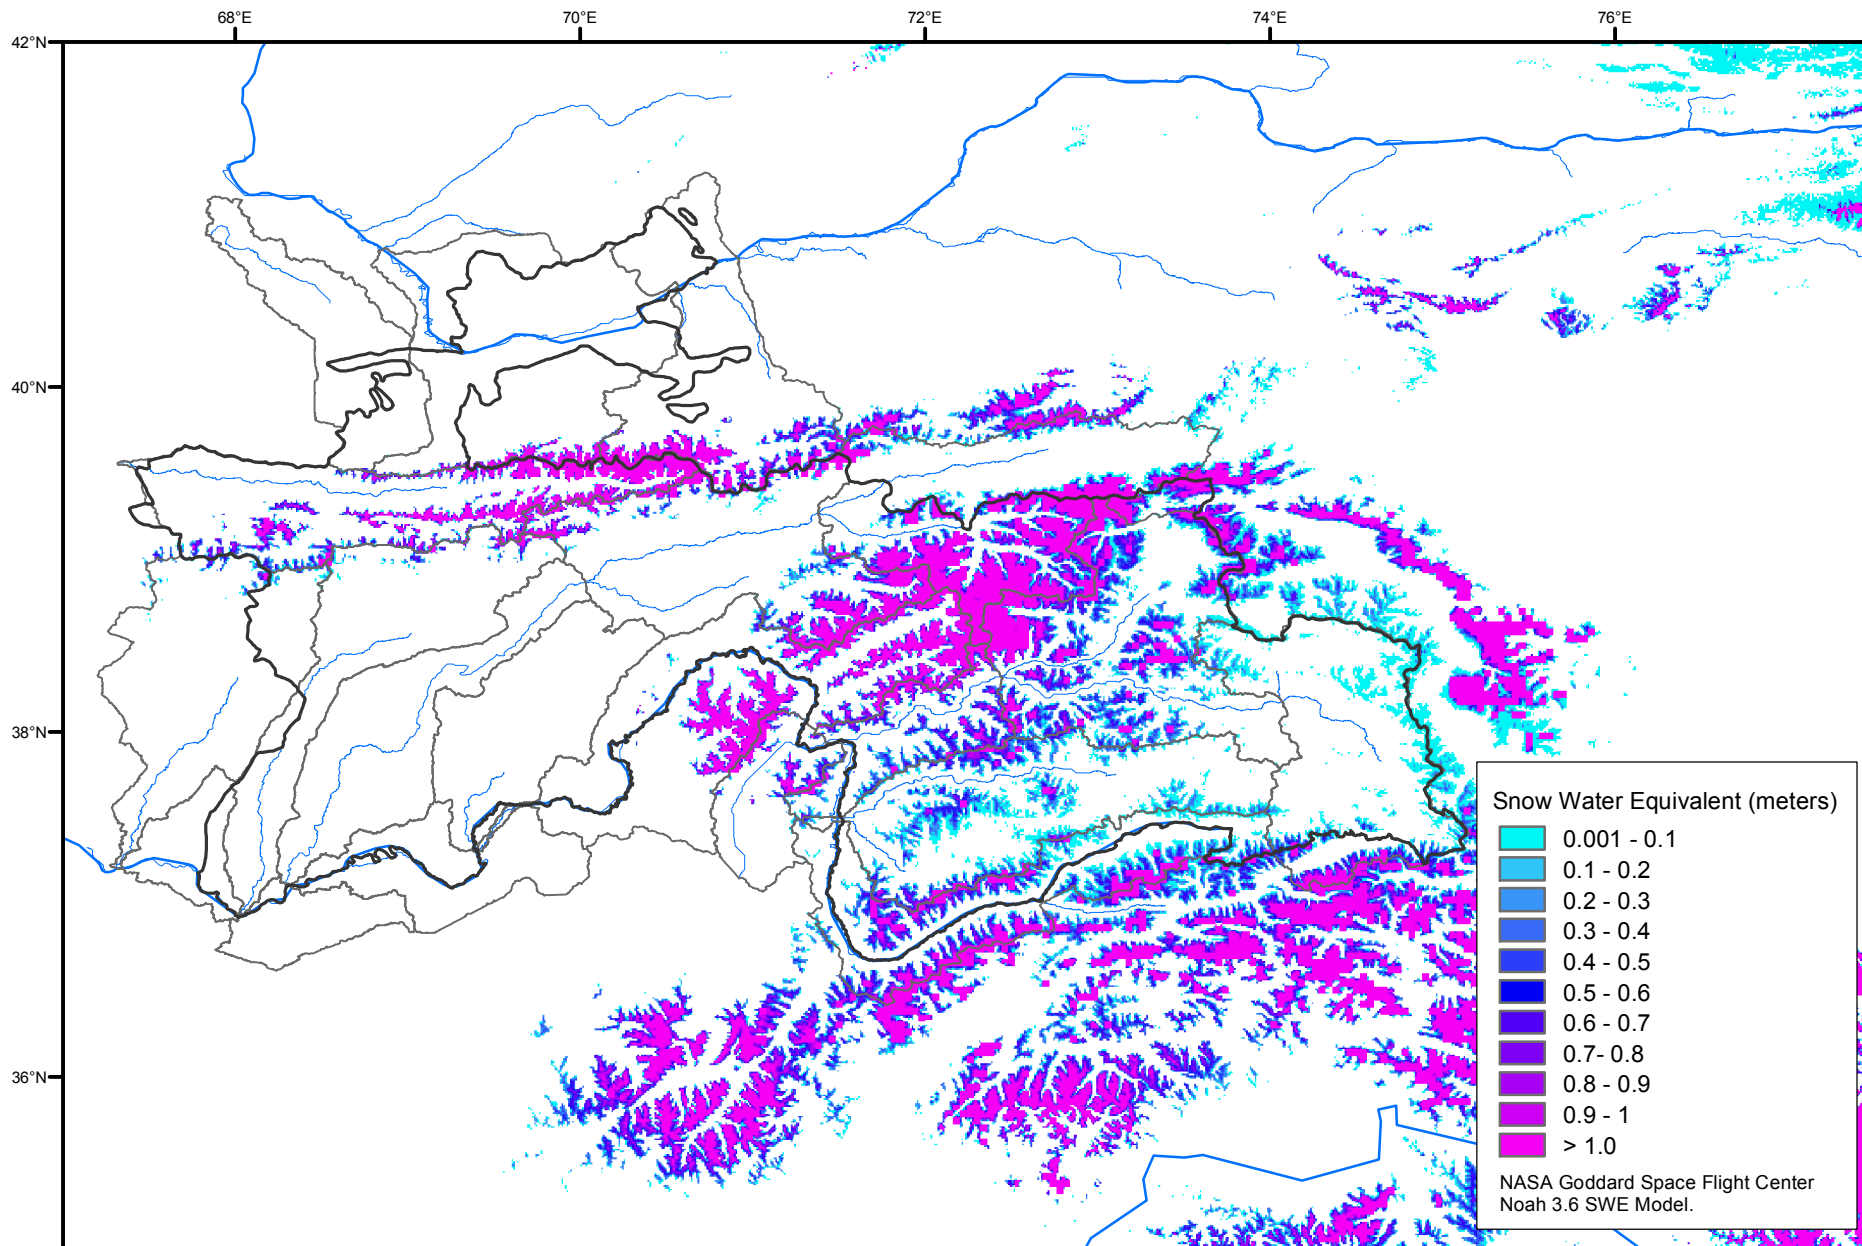 68°E
70°E
72°E
74°E
76°E
42°N
40°N
38°N
36°N
Snow Water Equivalent (meters)
0.001 - 0.1
0.1 - 0.2
0.2 - 0.3
0.3 - 0.4
0.4 - 0.5
0.5 - 0.6
0.6 - 0.7
0.7- 0.8
0.8 - 0.9
0.9 - 1
> 1.0
NASA Goddard Space Flight Center
Noah 3.6 SWE Model.